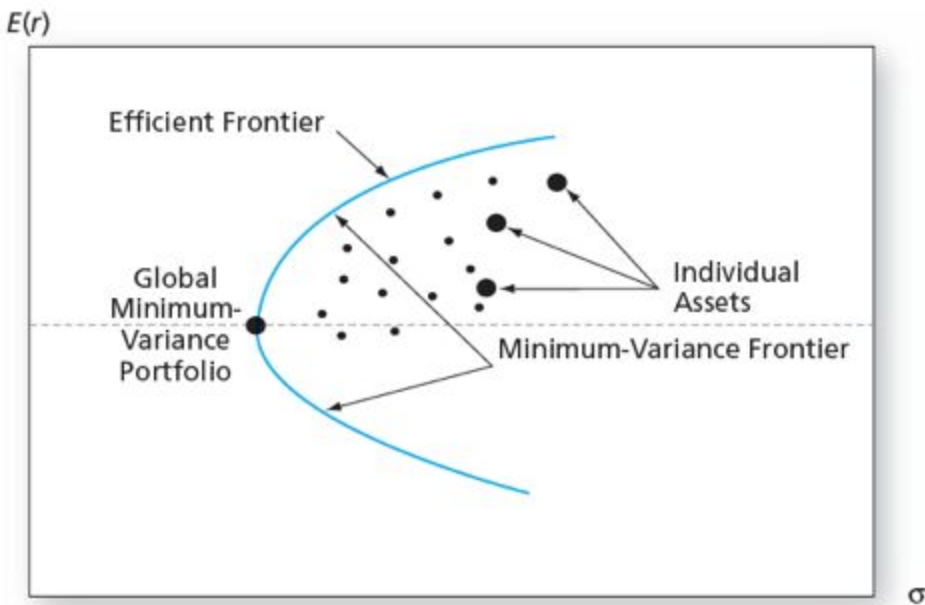 E(r)
Efficient Frontier
Global
Minimum-
Variance
Portfolio
Individual
Assets
Minimum-Variance Frontier
σ